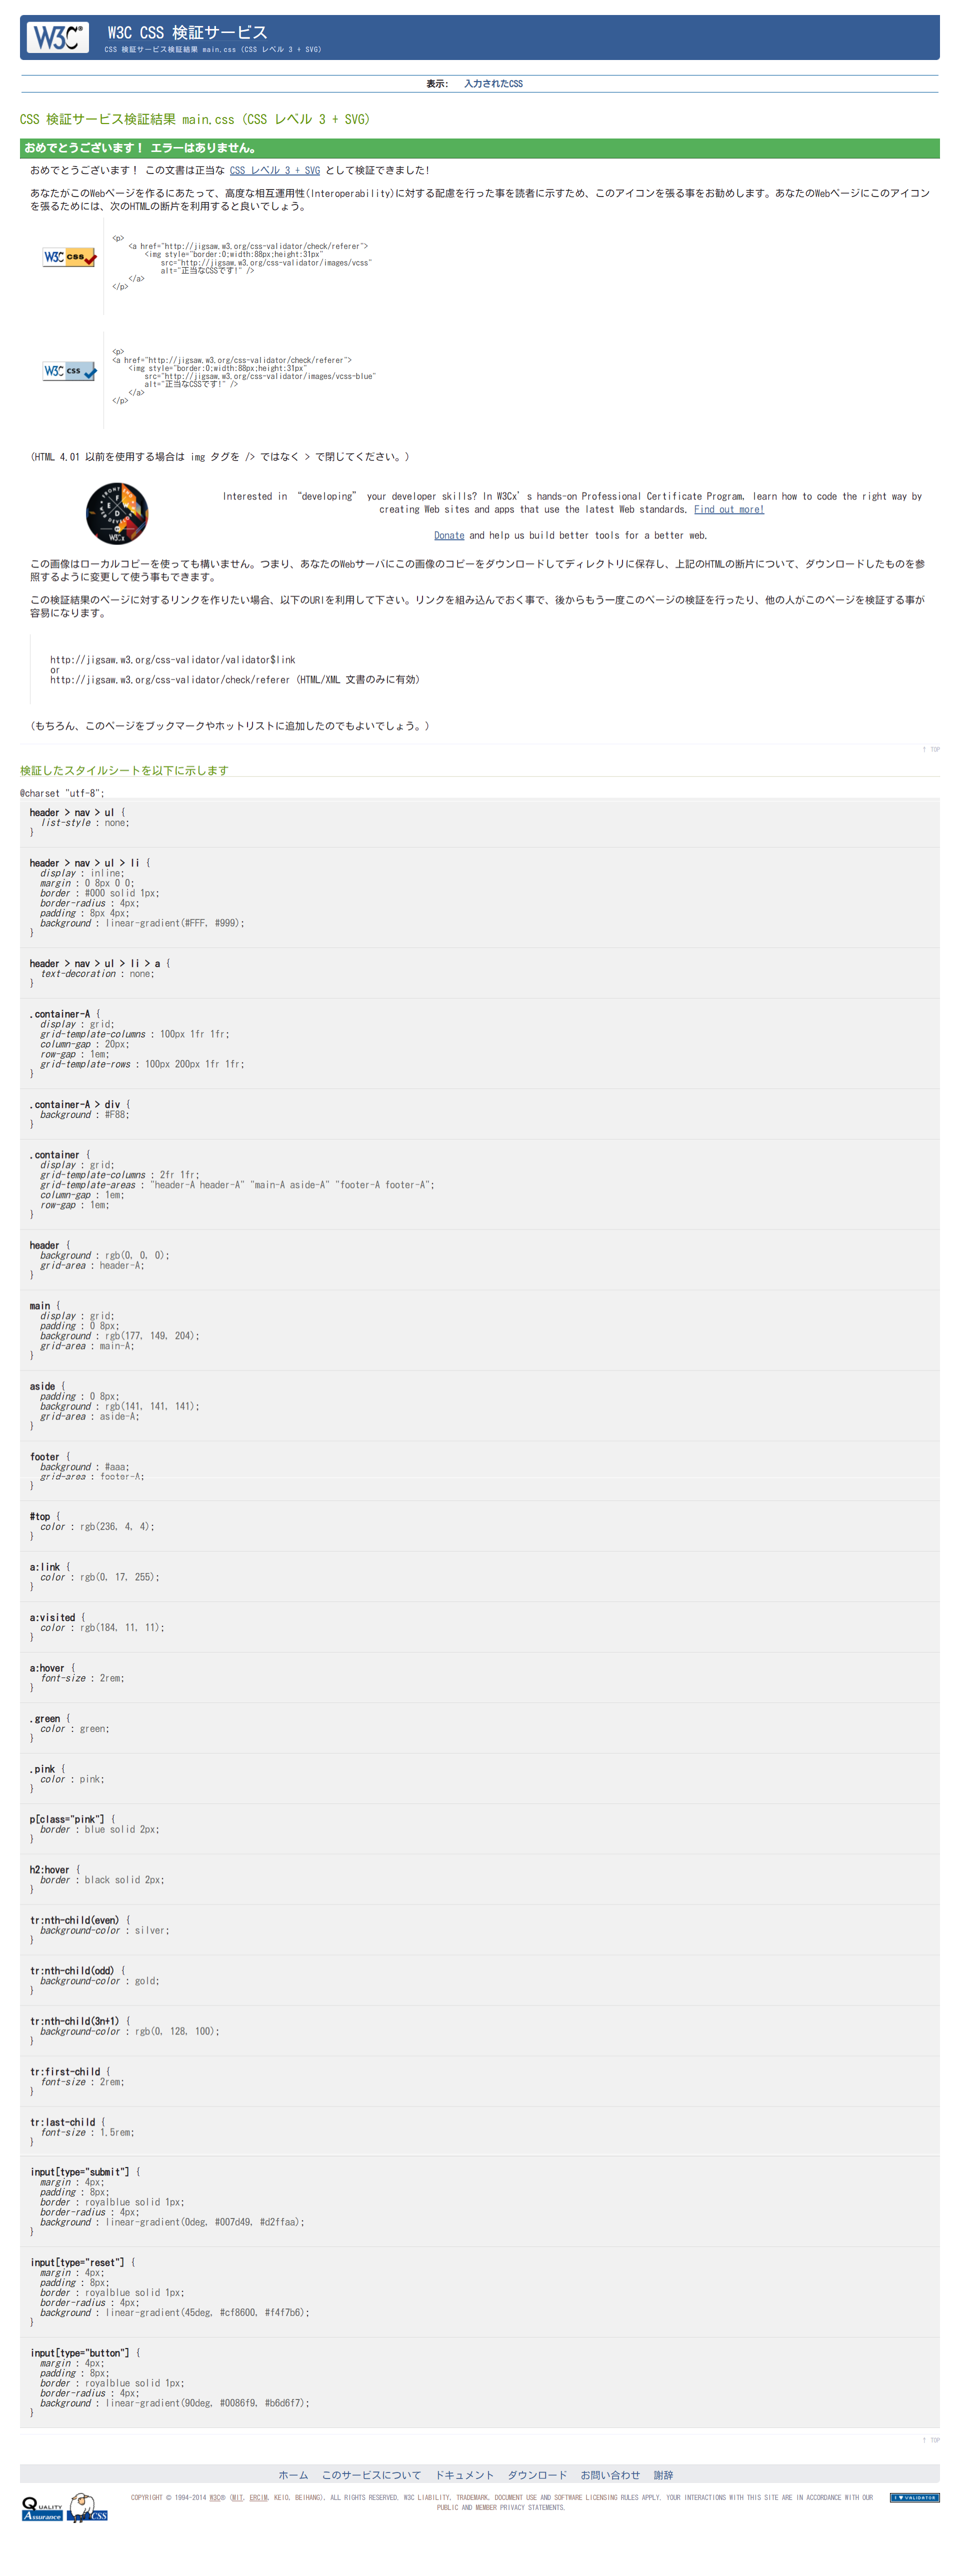 W3C® W3C CSS 検証サービス
CSS 検証サービス検証結果 main.css (CSS レベル 3 + SVG)
表示: 入力されたCSS
CSS 検証サービス検証結果 main.css (CSS レベル 3 + SVG)
おめでとうございます! エラーはありません。
おめでとうございます! この文書は正当な CSS レベル 3 + SVG として検証できました!
あなたがこのWebページを作るにあたって、高度な相互運用性(Interoperability)に対する配慮を行った事を読者に示すため、このアイコンを張る事をお勧めします。あなたのWebページにこのアイコン
を張るためには、次のHTMLの断片を利用すると良いでしょう。
W3C css
<p>
<a href="http://jigsaw.w3.org/css-validator/check/referer">
<img style="border:0;width:88px;height:31px"
src="http://jigsaw.w3.org/css-validator/images/vcss"
alt="正当なCSSです!" />
</a>
</p>
W3C css
<p>
<a href="http://jigsaw.w3.org/css-validator/check/referer">
<img style="border:0;width:88px;height:31px"
src="http://jigsaw.w3.org/css-validator/images/vcss-blue"
alt="正当なCSSです!" />
</a>
</p>
(HTML 4.01 以前を使用する場合は img タグを /> ではなく > で閉じてください。)
Interested in “developing” your developer skills? In W3Cx’s hands-on Professional Certificate Program, learn how to code the right way by
creating Web sites and apps that use the latest Web standards. Find out more!
W3Cx
Donate and help us build better tools for a better web.
この画像はローカルコピーを使っても構いません。つまり、あなたのWebサーバにこの画像のコピーをダウンロードしてディレクトリに保存し、上記のHTMLの断片について、ダウンロードしたものを参
照するように変更して使う事もできます。
この検証結果のページに対するリンクを作りたい場合、以下のURIを利用して下さい。リンクを組み込んでおく事で、後からもう一度このページの検証を行ったり、他の人がこのページを検証する事が
容易になります。
http://jigsaw.w3.org/css-validator/validator$link
or
http://jigsaw.w3.org/css-validator/check/referer (HTML/XML 文書のみに有効)
(もちろん、このページをブックマークやホットリストに追加したのでもよいでしょう。)
↑ TOP
検証したスタイルシートを以下に示します
@charset "utf-8";
header > nav > ul {
list-style : none;
}
header > nav > ul > li {
display : inline;
margin : 0 8px 0 0;
border : #000 solid 1px;
border-radius : 4px;
padding : 8px 4px;
background : linear-gradient(#FFF, #999);
}
header > nav > ul > li > a {
text-decoration : none;
}
.container-A {
display : grid;
grid-template-columns : 100px 1fr 1fr;
column-gap : 20px;
row-gap : 1em;
grid-template-rows : 100px 200px 1fr 1fr;
}
.container-A > div {
background : #F88;
}
.container {
display : grid;
grid-template-columns : 2fr 1fr;
grid-template-areas : "header-A header-A" "main-A aside-A" "footer-A footer-A";
column-gap : 1em;
row-gap : 1em;
}
header {
background : rgb(0, 0, 0);
grid-area : header-A;
}
main {
display : grid;
padding : 0 8px;
background : rgb(177, 149, 204);
grid-area : main-A;
}
aside {
padding : 0 8px;
background : rgb(141, 141, 141);
grid-area : aside-A;
}
footer {
background : #aaa;
grid-area : footer-A;
}
#top {
color : rgb(236, 4, 4);
}
a:link {
color : rgb(0, 17, 255);
}
a:visited {
color : rgb(184, 11, 11);
}
a:hover {
font-size : 2rem;
}
.green {
color : green;
}
.pink {
color : pink;
}
p[class="pink"] {
border : blue solid 2px;
}
h2:hover {
border : black solid 2px;
}
tr:nth-child(even) {
background-color : silver;
}
tr:nth-child(odd) {
background-color : gold;
}
tr:nth-child(3n+1) {
background-color : rgb(0, 128, 100);
}
tr:first-child {
font-size : 2rem;
}
tr:last-child {
font-size : 1.5rem;
}
input[type="submit"] {
margin : 4px;
padding : 8px;
border : royalblue solid 1px;
border-radius : 4px;
background : linear-gradient(0deg, #007d49, #d2ffaa);
}
input[type="reset"] {
margin : 4px;
padding : 8px;
border : royalblue solid 1px;
border-radius : 4px;
background : linear-gradient(45deg, #cf8600, #f4f7b6);
}
input[type="button"] {
margin : 4px;
padding : 8px;
border : royalblue solid 1px;
border-radius : 4px;
background : linear-gradient(90deg, #0086f9, #b6d6f7);
}
↑ TOP
ホーム このサービスについて ドキュメント ダウンロード お問い合わせ 謝辞
QUALITY Assurance CSS
COPYRIGHT © 1994-2014 W3C® (MIT, ERCIM, KEIO, BEIHANG), ALL RIGHTS RESERVED. W3C LIABILITY, TRADEMARK, DOCUMENT USE AND SOFTWARE LICENSING RULES APPLY. YOUR INTERACTIONS WITH THIS SITE ARE IN ACCORDANCE WITH OUR
PUBLIC AND MEMBER PRIVACY STATEMENTS.
I ♥ VALIDATOR